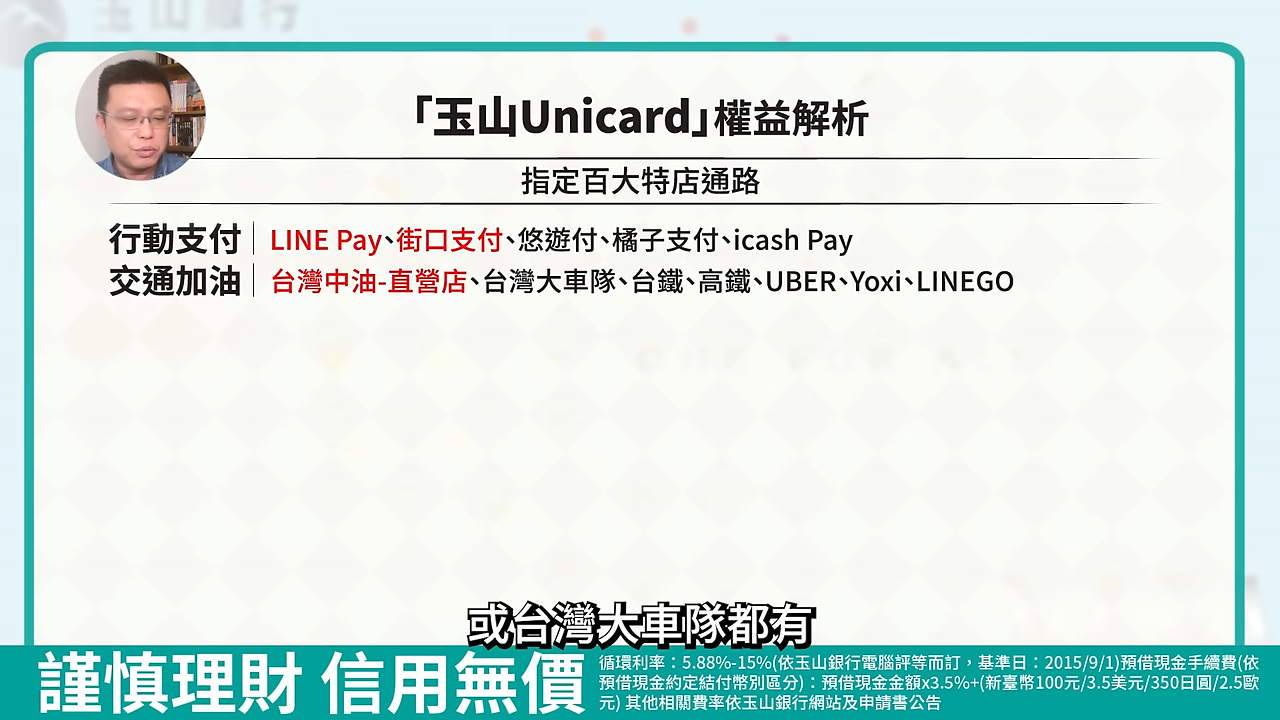 玉山銀行
「玉山Unicard」權益解析
指定百大特店通路
行動支付 LINE Pay、街口支付、悠遊付、橘子支付、icash Pay
交通加油 台灣中油-直營店、台灣大車隊、台鐵、高鐵、UBER、Yoxi、LINEGO
ONE FOR ALL
或台灣大車隊都有
謹慎理財 信用無價
循環利率：5.88%-15%(依玉山銀行電腦評等而訂，基準日：2015/9/1)預借現金手續費(依
預借現金約定結付幣別區分)：預借現金金額x3.5%+(新臺幣100元/3.5美元/350日圓/2.5歐
元) 其他相關費率依玉山銀行網站及申請書公告